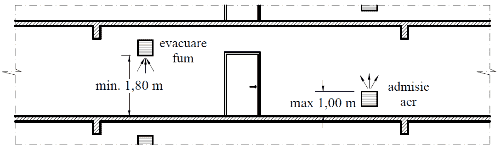 evacuare
fum
min. 1,80 m
max 1,00 m
admisie
aer